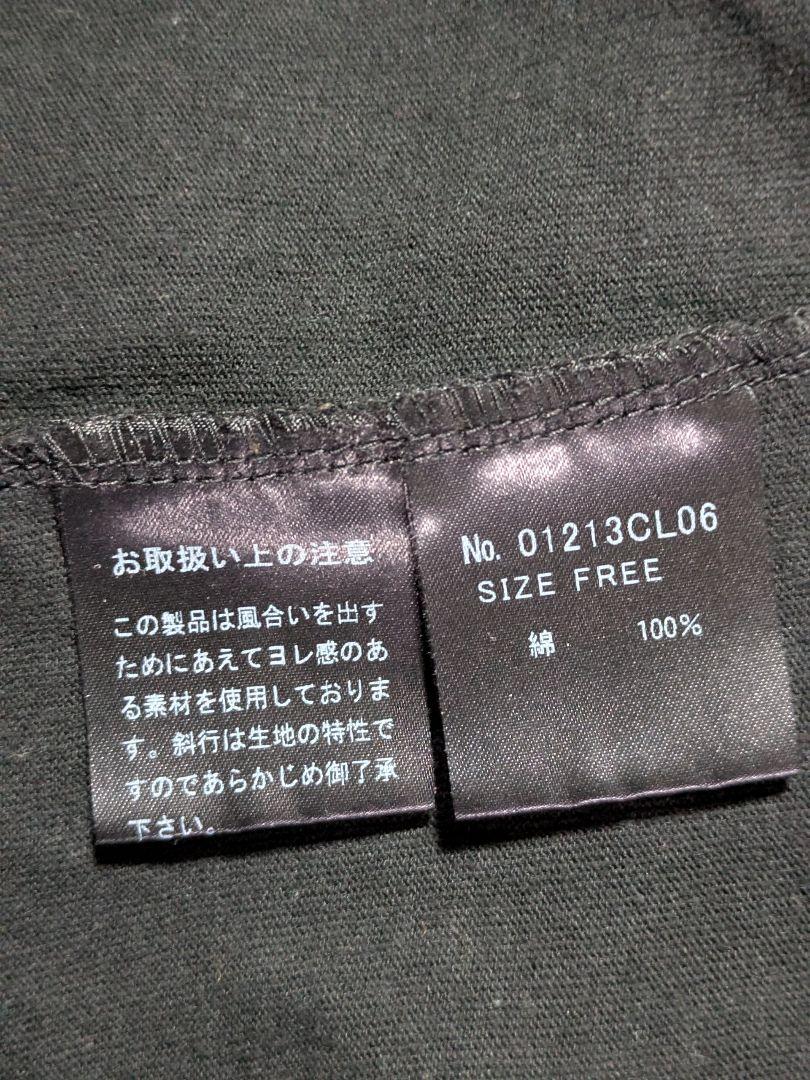 お取扱い上の注意
この製品は風合いを出す
ためにあえてヨレ感のあ
る素材を使用しておりま
す。斜行は生地の特性で
すのであらかじめ御了承
下さい。
No. 01213CL06
SIZE FREE
綿 100%